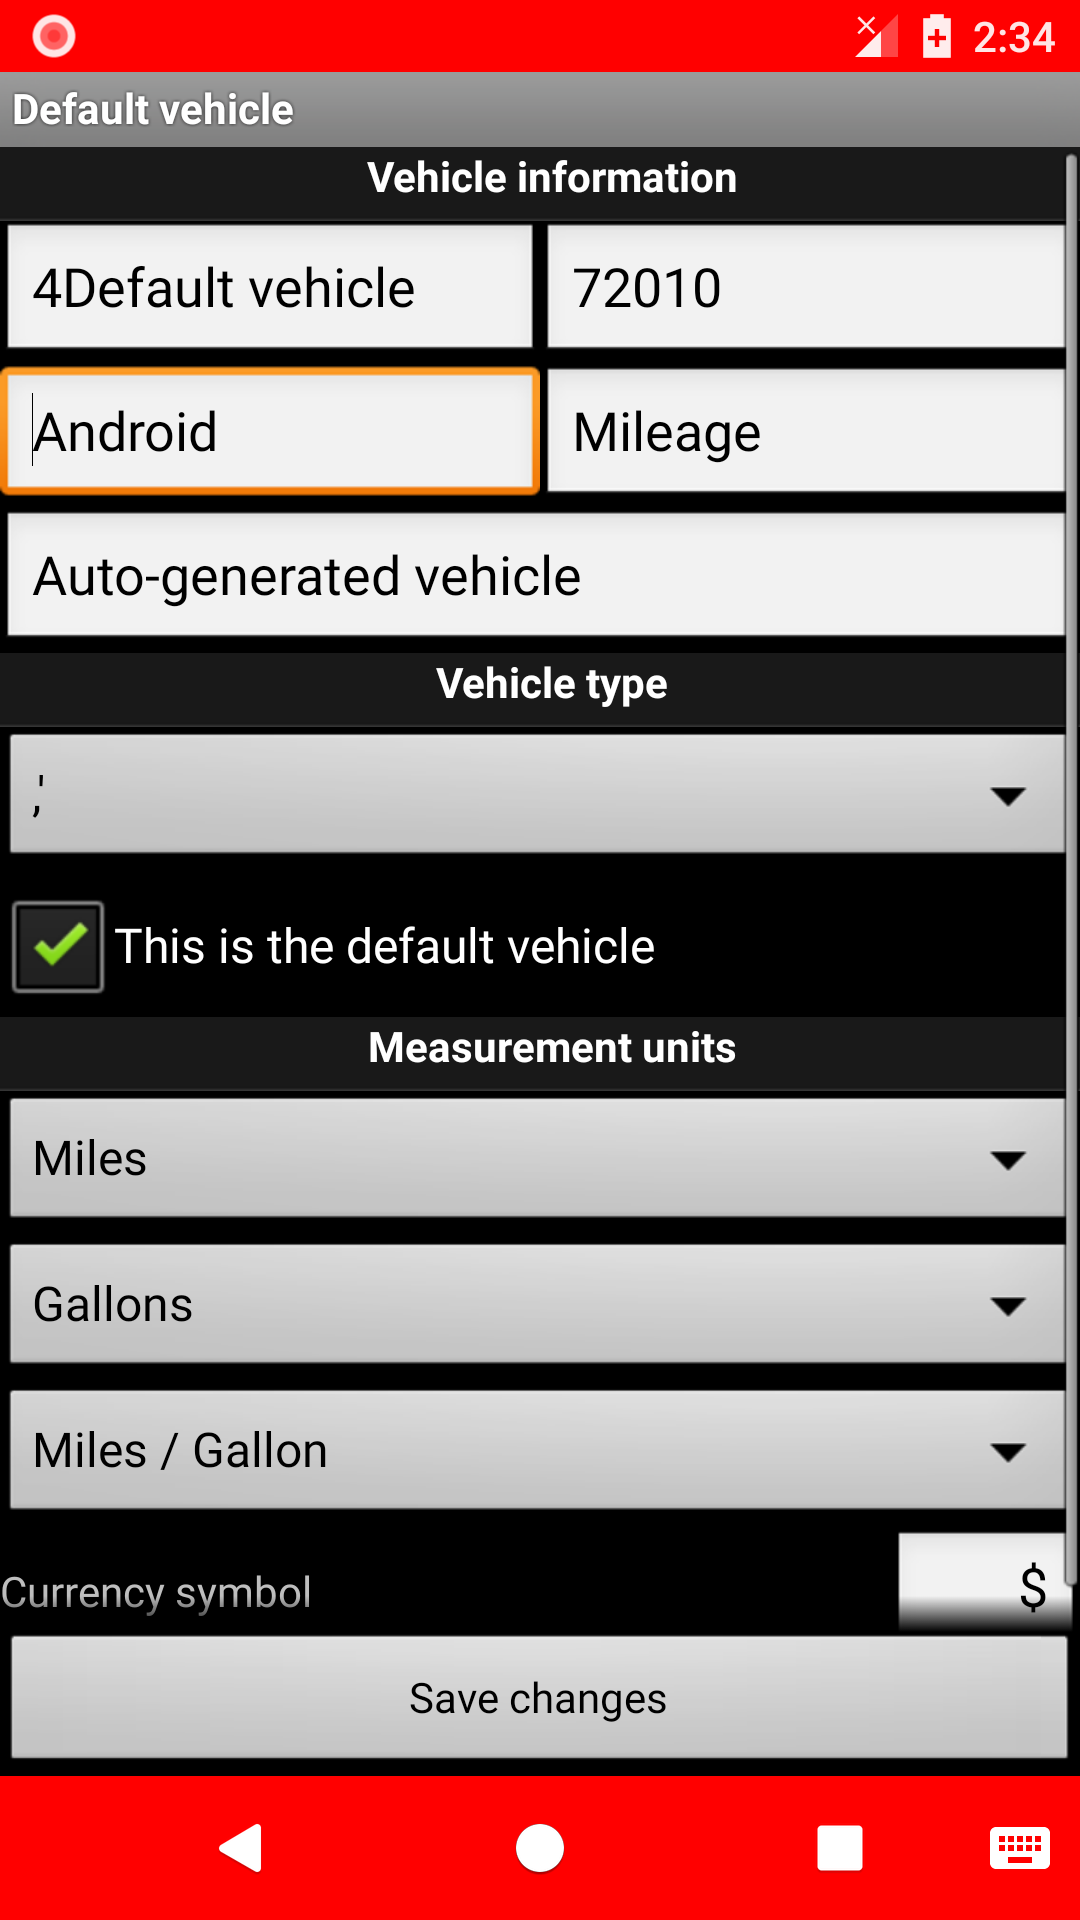 2:34
Default vehicle
Vehicle information
4Default vehicle 72010
Android Mileage
Auto-generated vehicle
Vehicle type
,'
This is the default vehicle
Measurement units
Miles
Gallons
Miles / Gallon
Currency symbol $
Save changes